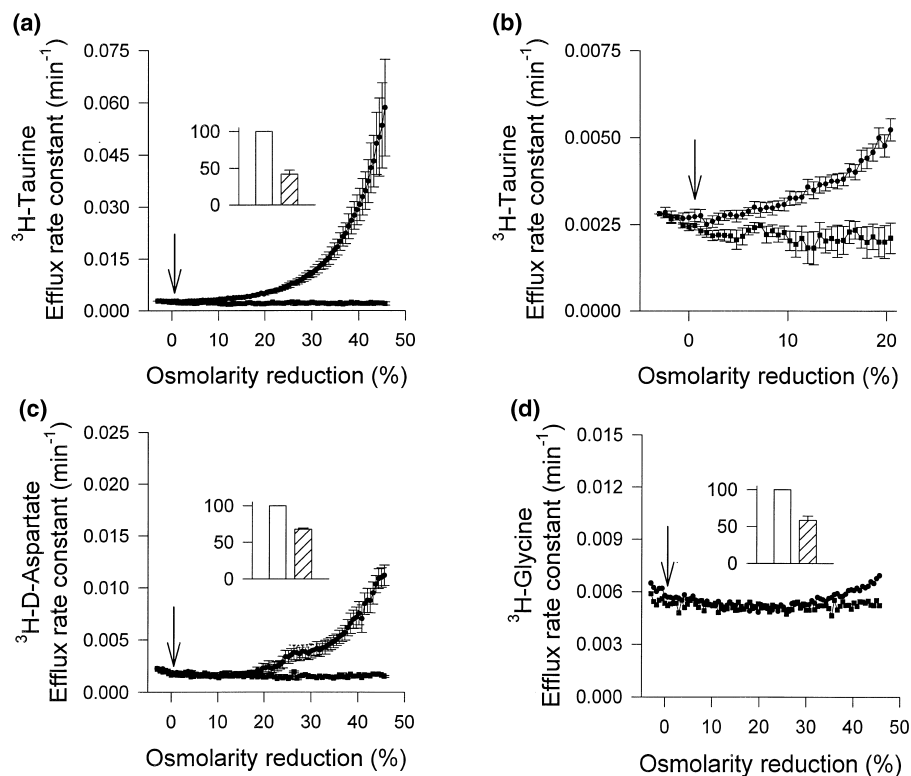 (a)
³H-Taurine
Efflux rate constant (min⁻¹)
0.075
0.060
0.045
0.030
0.015
0.000
100
50
0
0 10 20 30 40 50
Osmolarity reduction (%)
(b)
³H-Taurine
Efflux rate constant (min⁻¹)
0.0075
0.0050
0.0025
0.0000
0 10 20
Osmolarity reduction (%)
(c)
³H-D-Aspartate
Efflux rate constant (min⁻¹)
0.025
0.020
0.015
0.010
0.005
0.000
100
50
0
0 10 20 30 40 50
Osmolarity reduction (%)
(d)
³H-Glycine
Efflux rate constant (min⁻¹)
0.015
0.012
0.009
0.006
0.003
0.000
100
50
0
0 10 20 30 40 50
Osmolarity reduction (%)